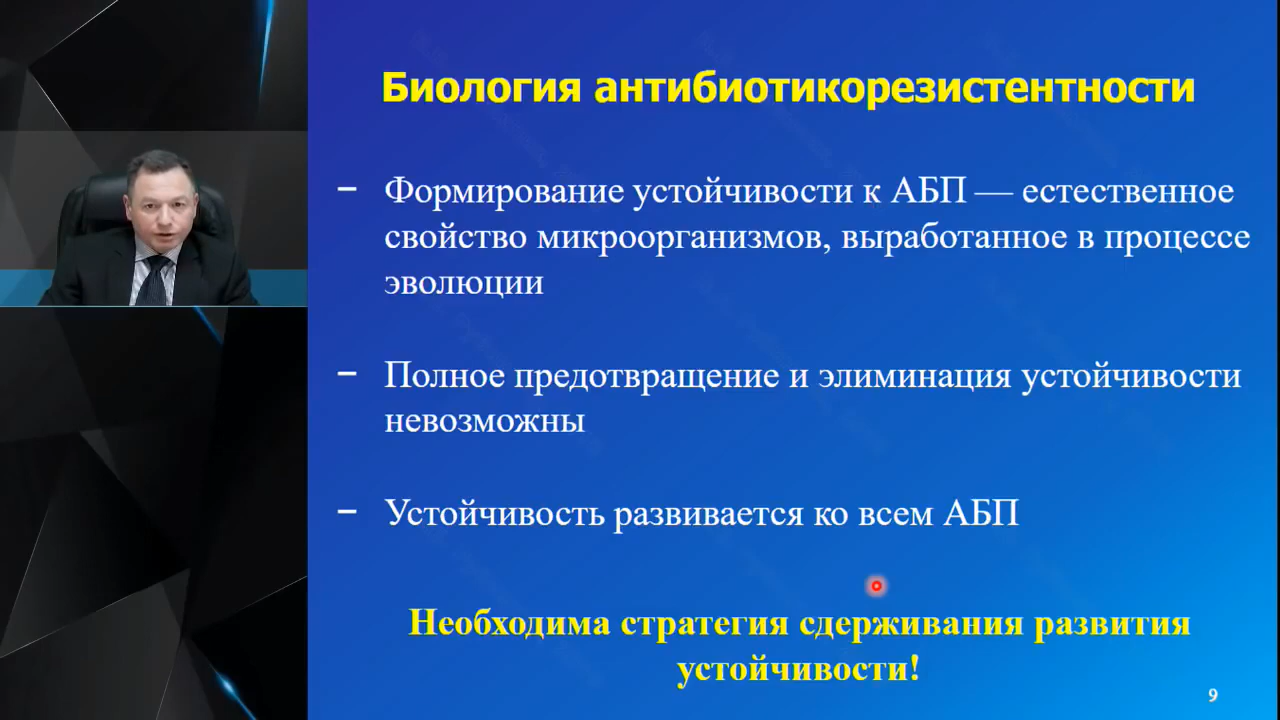 Биология антибиотикорезистентности
− Формирование устойчивости к АБП — естественное
свойство микроорганизмов, выработанное в процессе
эволюции
− Полное предотвращение и элиминация устойчивости
невозможны
− Устойчивость развивается ко всем АБП
Необходима стратегия сдерживания развития
устойчивости!
9